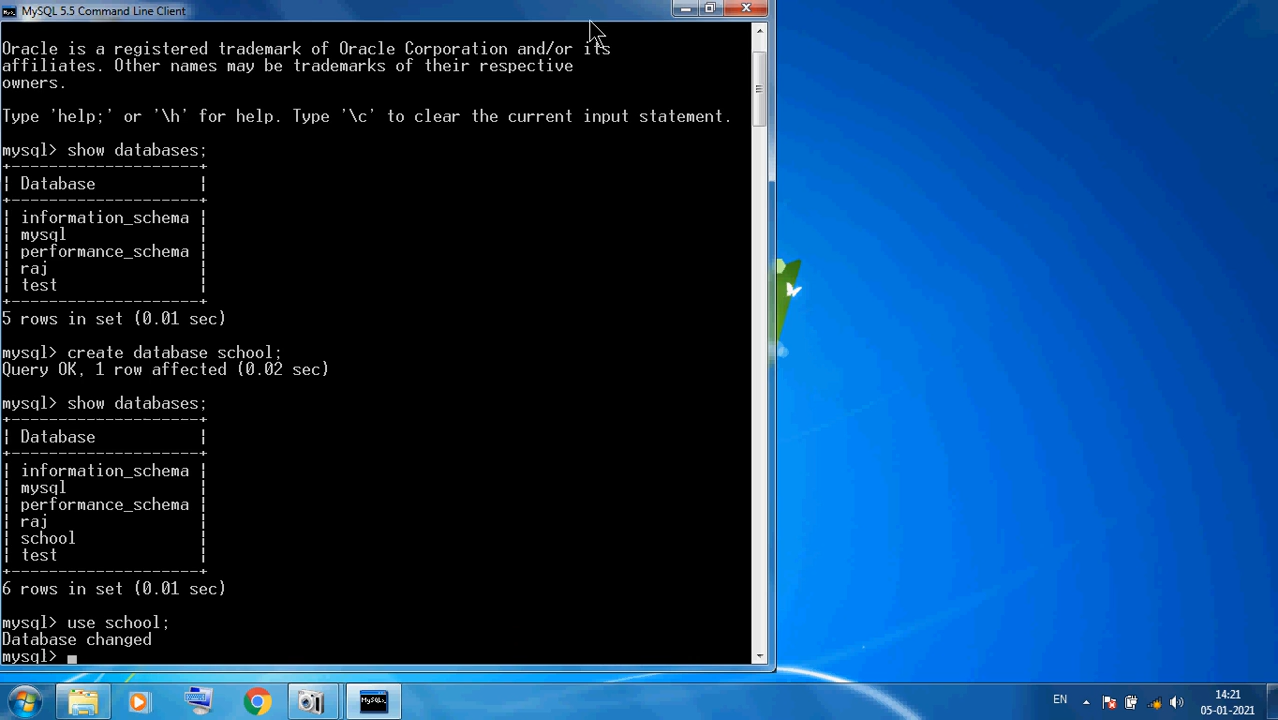 MySQL 5.5 Command Line Client
Oracle is a registered trademark of Oracle Corporation and/or its
affiliates. Other names may be trademarks of their respective
owners.
Type 'help;' or '\h' for help. Type '\c' to clear the current input statement.
mysql> show databases;
+--------------------+
| Database           |
+--------------------+
| information_schema |
| mysql              |
| performance_schema |
| raj                |
| test               |
+--------------------+
5 rows in set (0.01 sec)
mysql> create database school;
Query OK, 1 row affected (0.02 sec)
mysql> show databases;
+--------------------+
| Database           |
+--------------------+
| information_schema |
| mysql              |
| performance_schema |
| raj                |
| school             |
| test               |
+--------------------+
6 rows in set (0.01 sec)
mysql> use school;
Database changed
mysql>
MySQL
EN
14:21
05-01-2021